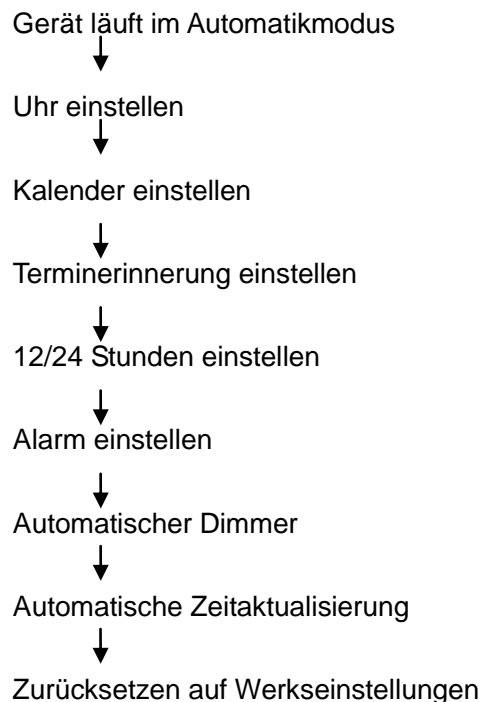 Gerät läuft im Automatikmodus
Uhr einstellen
Kalender einstellen
Terminerinnerung einstellen
12/24 Stunden einstellen
Alarm einstellen
Automatischer Dimmer
Automatische Zeitaktualisierung
Zurücksetzen auf Werkseinstellungen